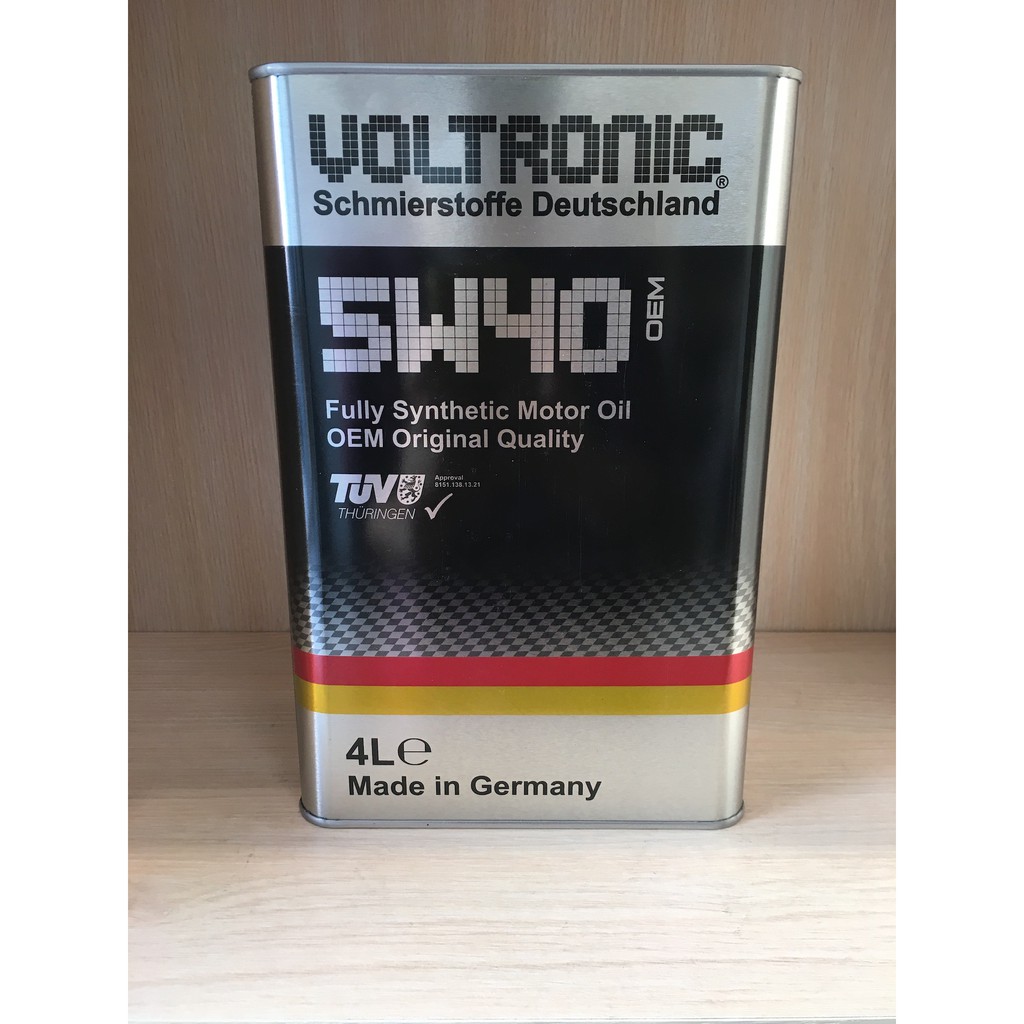 VOLTRONIC®
Schmierstoffe Deutschland
5W40 OEM
Fully Synthetic Motor Oil
OEM Original Quality
TÜV
THÜRINGEN
Approval
8151.138.13.21
4L℮
Made in Germany